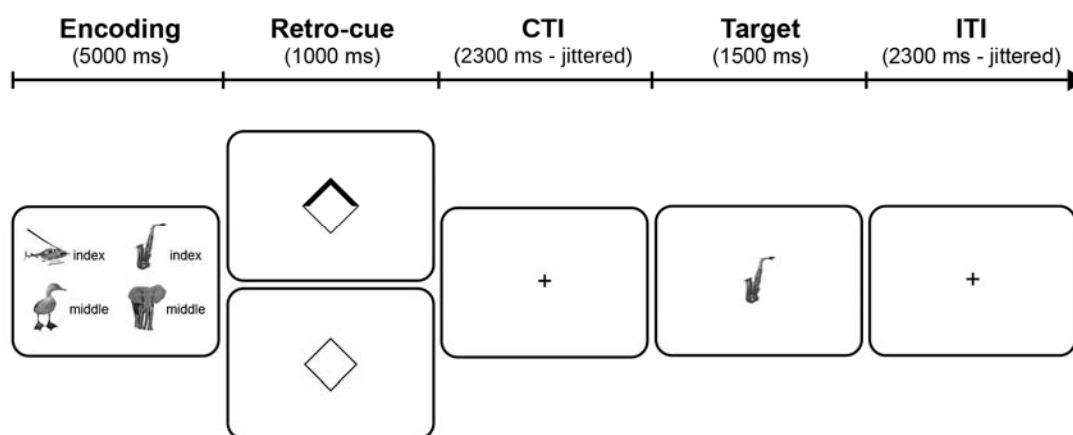 Encoding
(5000 ms)
Retro-cue
(1000 ms)
CTI
(2300 ms - jittered)
Target
(1500 ms)
ITI
(2300 ms - jittered)
index
index
middle
middle
+
+